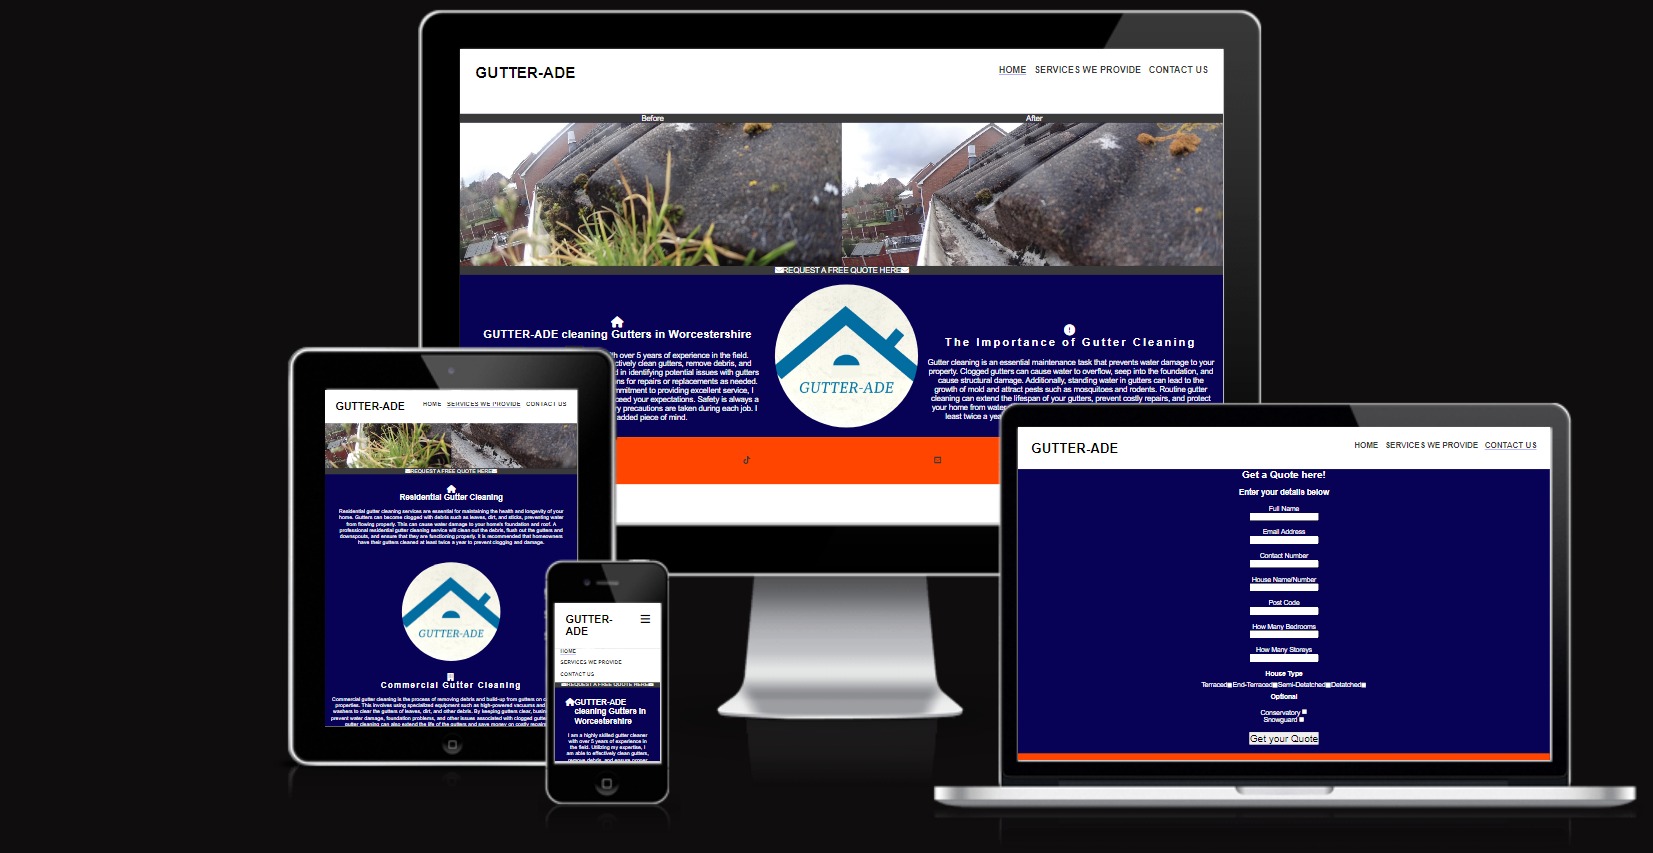 GUTTER-ADE
HOME SERVICES WE PROVIDE CONTACT US
Before
After
REQUEST A FREE QUOTE HERE
GUTTER-ADE cleaning Gutters in Worcestershire
h over 5 years of experience in the field.
ctively clean gutters, remove debris, and
d in identifying potential issues with gutters
ns for repairs or replacements as needed.
mmitment to providing excellent service, I
ceed your expectations. Safety is always a
ry precautions are taken during each job. I
added piece of mind.
GUTTER-ADE
The Importance of Gutter Cleaning
Gutter cleaning is an essential maintenance task that prevents water damage to your
property. Clogged gutters can cause water to overflow, seep into the foundation, and
cause structural damage. Additionally, standing water in gutters can lead to the
growth of mold and attract pests such as mosquitoes and rodents. Routine gutter
cleaning can extend the lifespan of your gutters, prevent costly repairs, and protect
your home from water
least twice a yea
GUTTER-ADE
HOME SERVICES WE PROVIDE CONTACT US
REQUEST A FREE QUOTE HERE
Residential Gutter Cleaning
Residential gutter cleaning services are essential for maintaining the health and longevity of your
home. Gutters can become clogged with debris such as leaves, dirt, and sticks, preventing water
from flowing properly. This can cause water damage to your home's foundation and roof. A
professional residential gutter cleaning service will clean out the debris, flush out the gutters and
downspouts, and ensure that they are functioning properly. It is recommended that homeowners
have their gutters cleaned at least twice a year to prevent clogging and damage.
GUTTER-ADE
Commercial Gutter Cleaning
Commercial gutter cleaning is the process of removing debris and build-up from gutters on c
properties. This involves using specialized equipment such as high-powered vacuums and
washers to clear the gutters of leaves, dirt, and other debris. By keeping gutters clear, busin
prevent water damage, foundation problems, and other issues associated with clogged gutte
gutter cleaning can also extend the life of the gutters and save money on costly repairs
GUTTER-
ADE
HOME
SERVICES WE PROVIDE
CONTACT US
REQUEST A FREE QUOTE HERE
GUTTER-ADE
cleaning Gutters in
Worcestershire
I am a highly skilled gutter cleaner
with over 5 years of experience in
the field. Utilizing my expertise, I
am able to effectively clean gutters,
remove debris, and ensure proper
GUTTER-ADE
HOME SERVICES WE PROVIDE CONTACT US
Get a Quote here!
Enter your details below
Full Name
Email Address
Contact Number
House Name/Number
Post Code
How Many Bedrooms
How Many Storeys
House Type
Terraced End-Terraced Semi-Detatched Detatched
Optional
Conservatory
Snowguard
Get your Quote